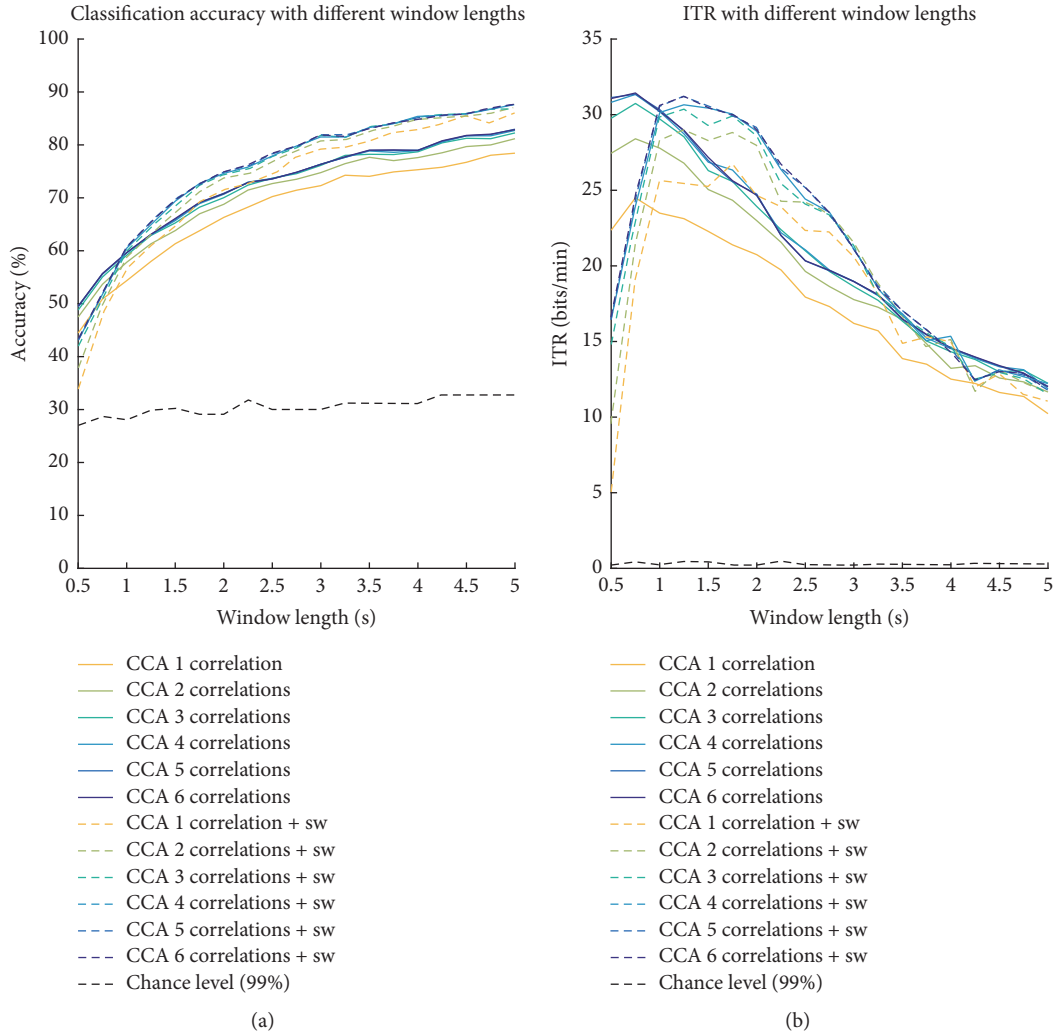 Classification accuracy with different window lengths
100
90
80
70
60
50
40
30
20
10
0
Accuracy (%)
0.5 1 1.5 2 2.5 3 3.5 4 4.5 5
Window length (s)
CCA 1 correlation
CCA 2 correlations
CCA 3 correlations
CCA 4 correlations
CCA 5 correlations
CCA 6 correlations
CCA 1 correlation + sw
CCA 2 correlations + sw
CCA 3 correlations + sw
CCA 4 correlations + sw
CCA 5 correlations + sw
CCA 6 correlations + sw
Chance level (99%)
(a)
ITR with different window lengths
35
30
25
20
15
10
5
0
ITR (bits/min)
0.5 1 1.5 2 2.5 3 3.5 4 4.5 5
Window length (s)
CCA 1 correlation
CCA 2 correlations
CCA 3 correlations
CCA 4 correlations
CCA 5 correlations
CCA 6 correlations
CCA 1 correlation + sw
CCA 2 correlations + sw
CCA 3 correlations + sw
CCA 4 correlations + sw
CCA 5 correlations + sw
CCA 6 correlations + sw
Chance level (99%)
(b)